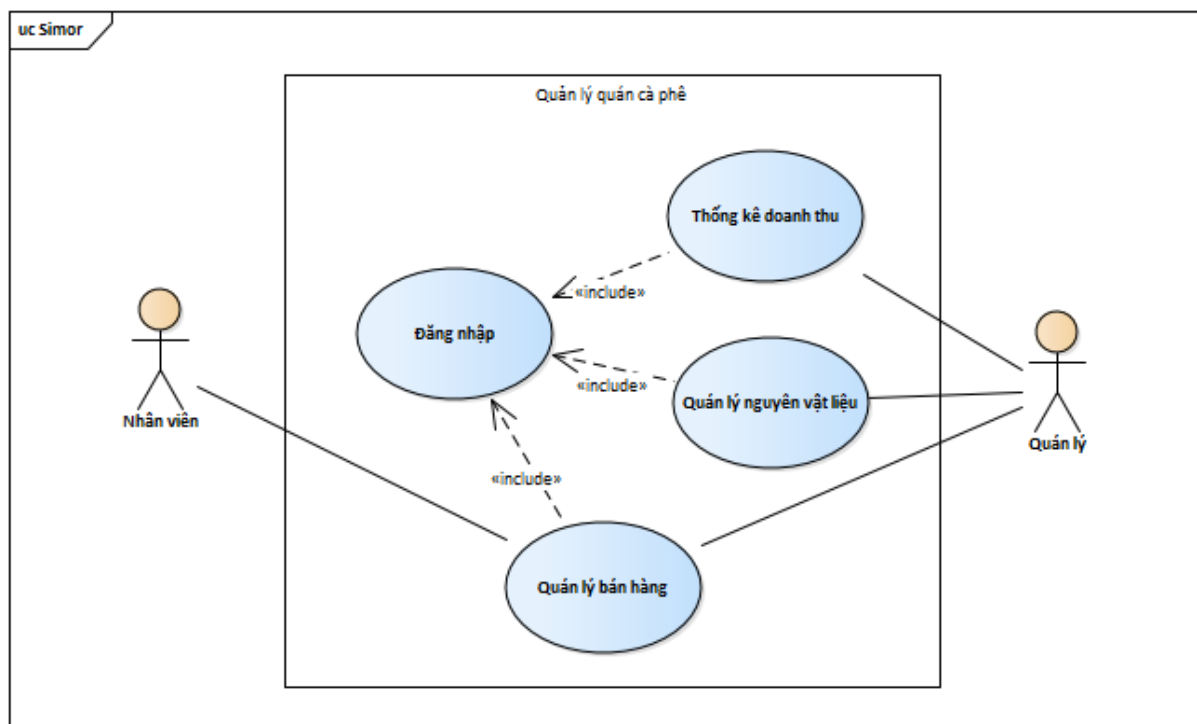 uc Simor
Quản lý quán cà phê
Thống kê doanh thu
«include»
Đăng nhập
«include»
Quản lý nguyên vật liệu
Nhân viên
Quản lý
«include»
Quản lý bán hàng